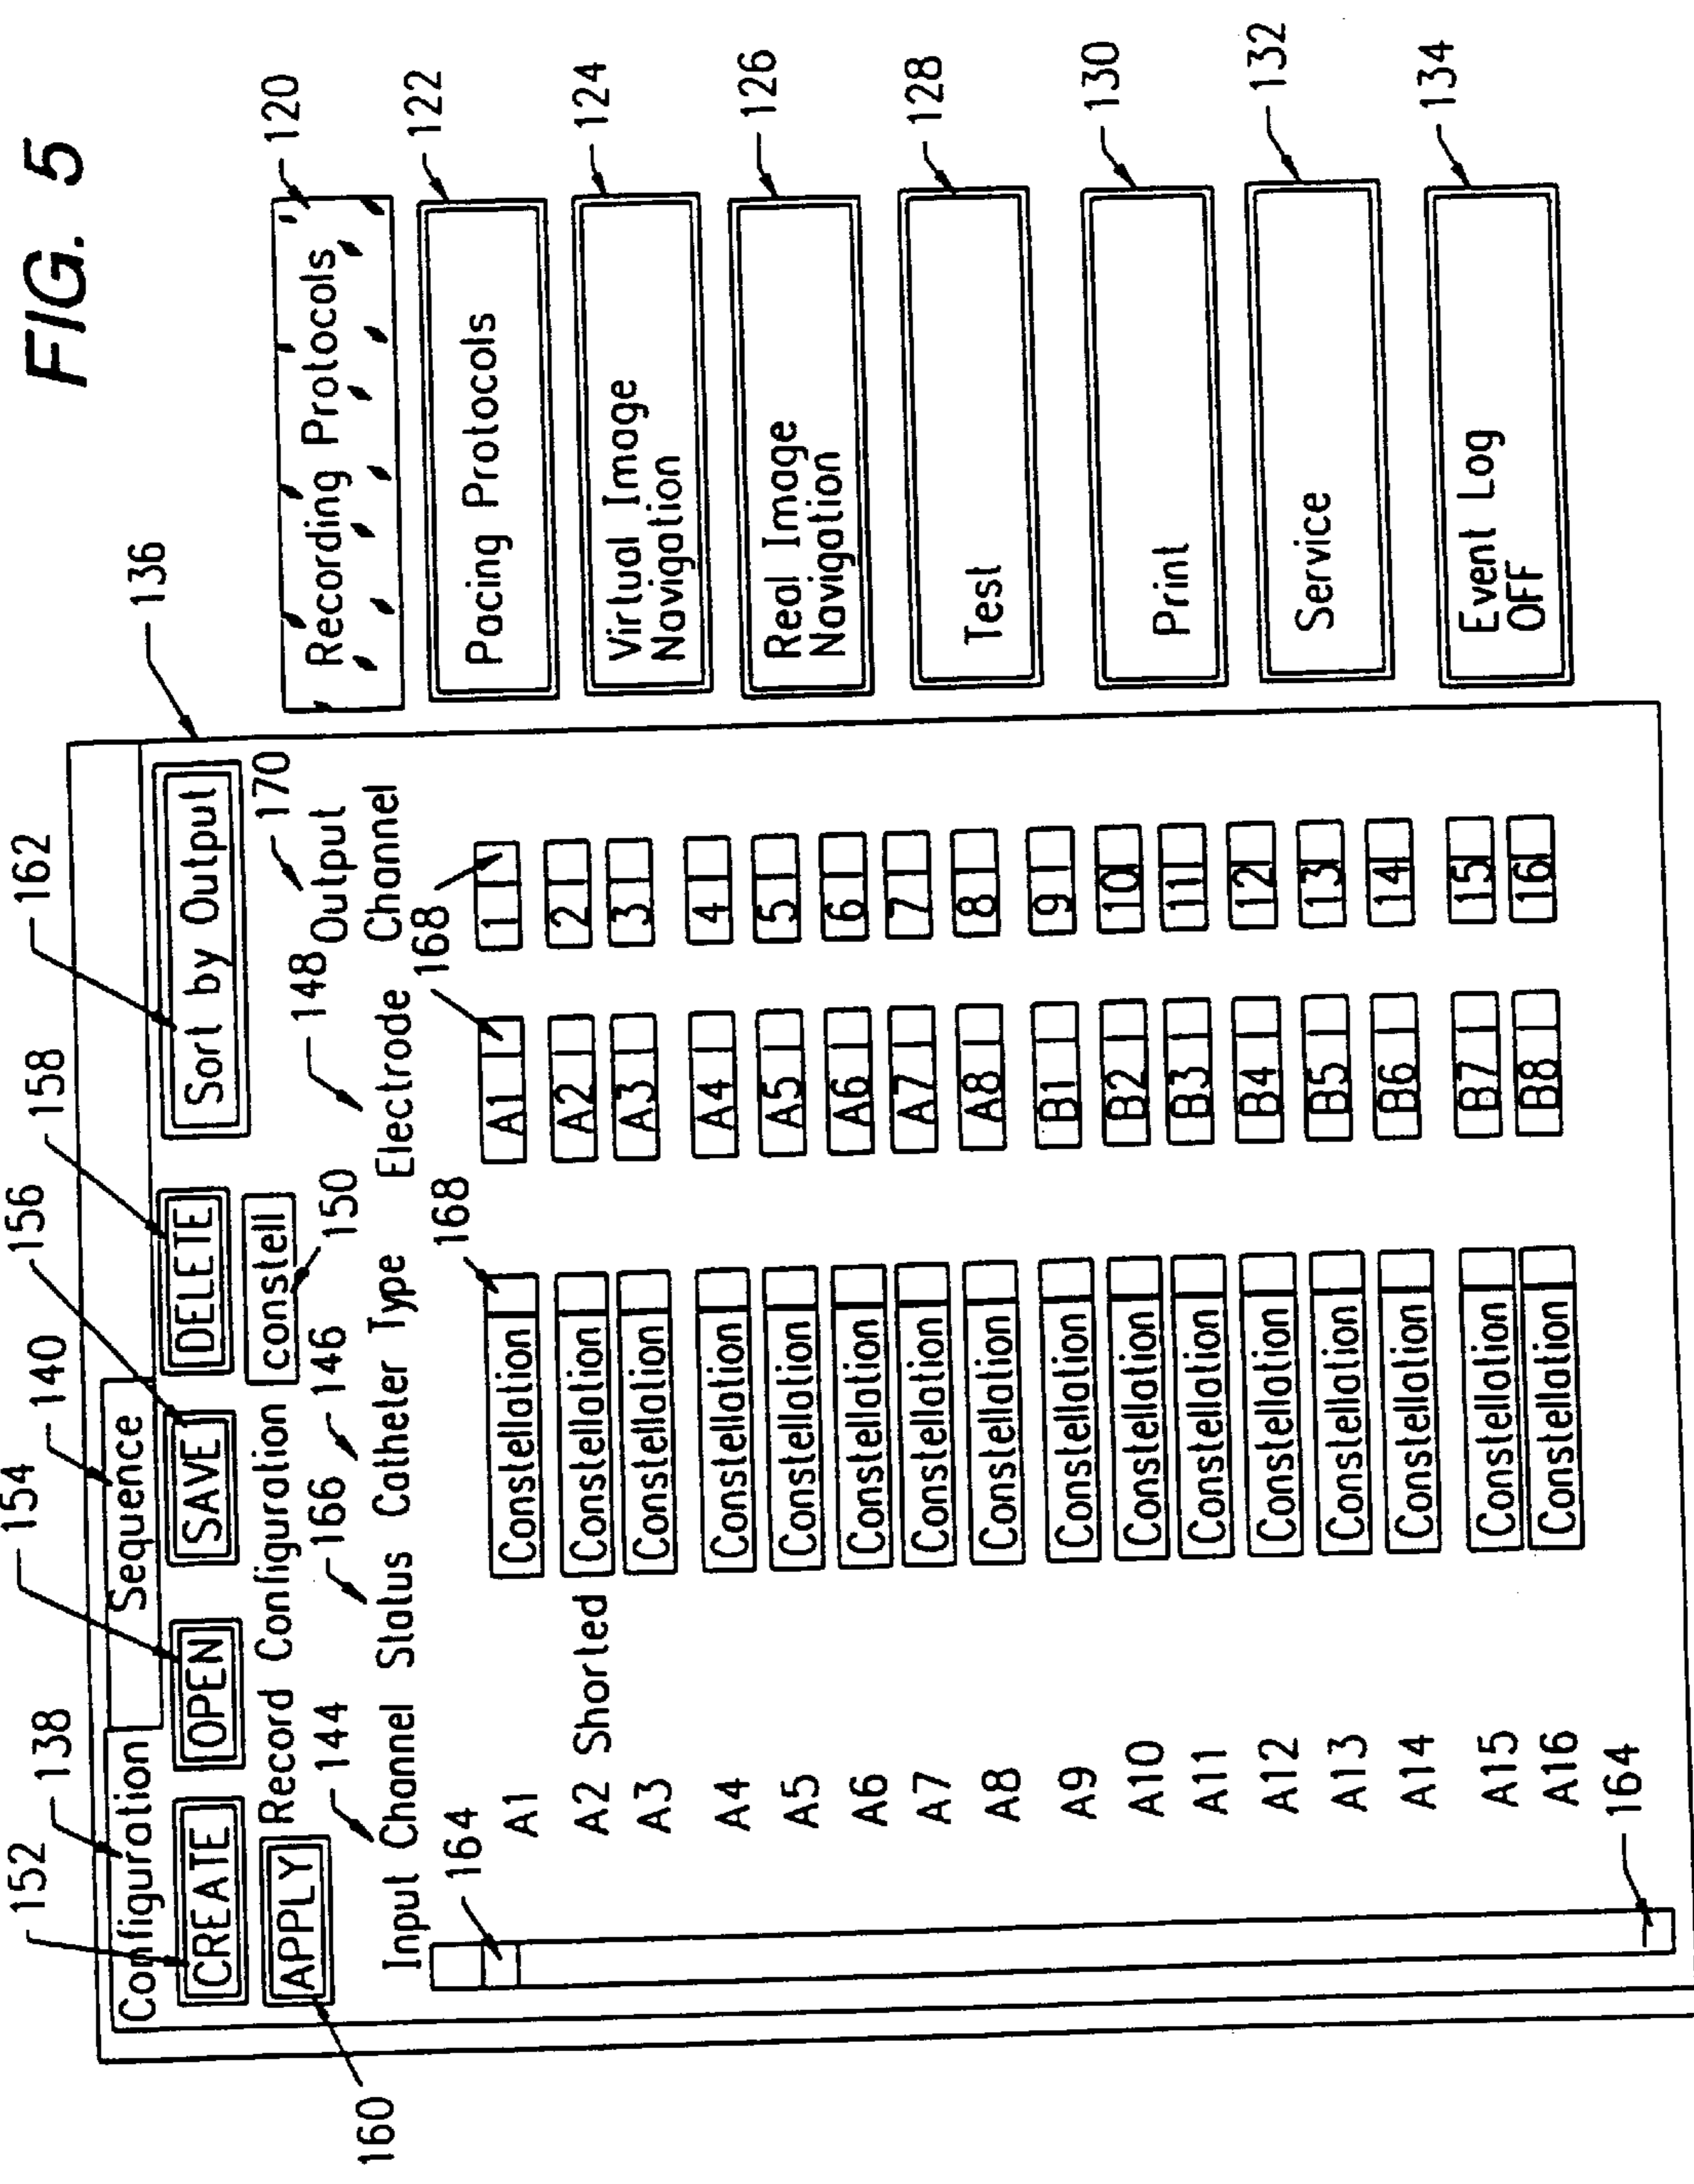 FIG. 5
152 138 154 140 156 158 162 136
Configuration Sequence
CREATE OPEN SAVE DELETE Sort by Output
APPLY Record Configuration constell
160 144 166 146 150 148 170
Input Channel Status Catheter Type Electrode Output Channel
164 168 168 168
A1 Constellation A1 1
A2 Shorted Constellation A2 2
A3 Constellation A3 3
A4 Constellation A4 4
A5 Constellation A5 5
A6 Constellation A6 6
A7 Constellation A7 7
A8 Constellation A8 8
A9 Constellation B1 9
A10 Constellation B2 10
A11 Constellation B3 11
A12 Constellation B4 12
A13 Constellation B5 13
A14 Constellation B6 14
A15 Constellation B7 15
A16 Constellation B8 16
164
Recording Protocols 120
Pacing Protocols 122
Virtual Image
Navigation
124
Real Image
Navigation
126
Test 128
Print 130
Service 132
Event Log
OFF
134